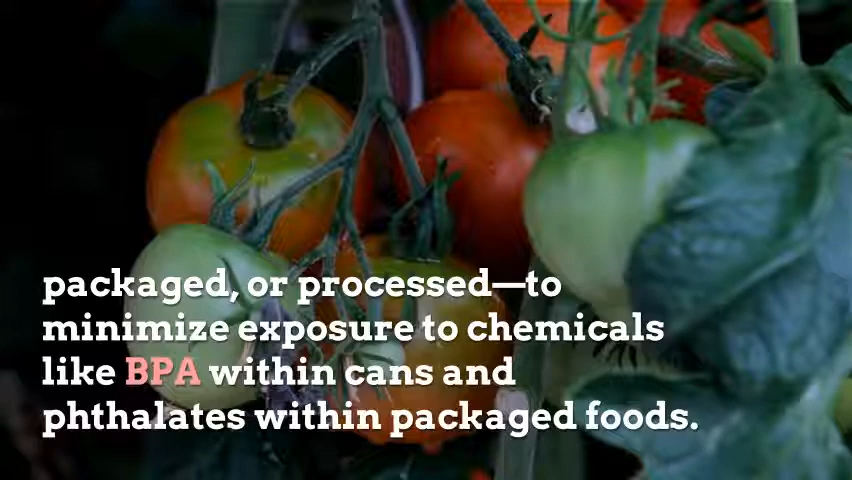 packaged, or processed—to
minimize exposure to chemicals
like BPA within cans and
phthalates within packaged foods.